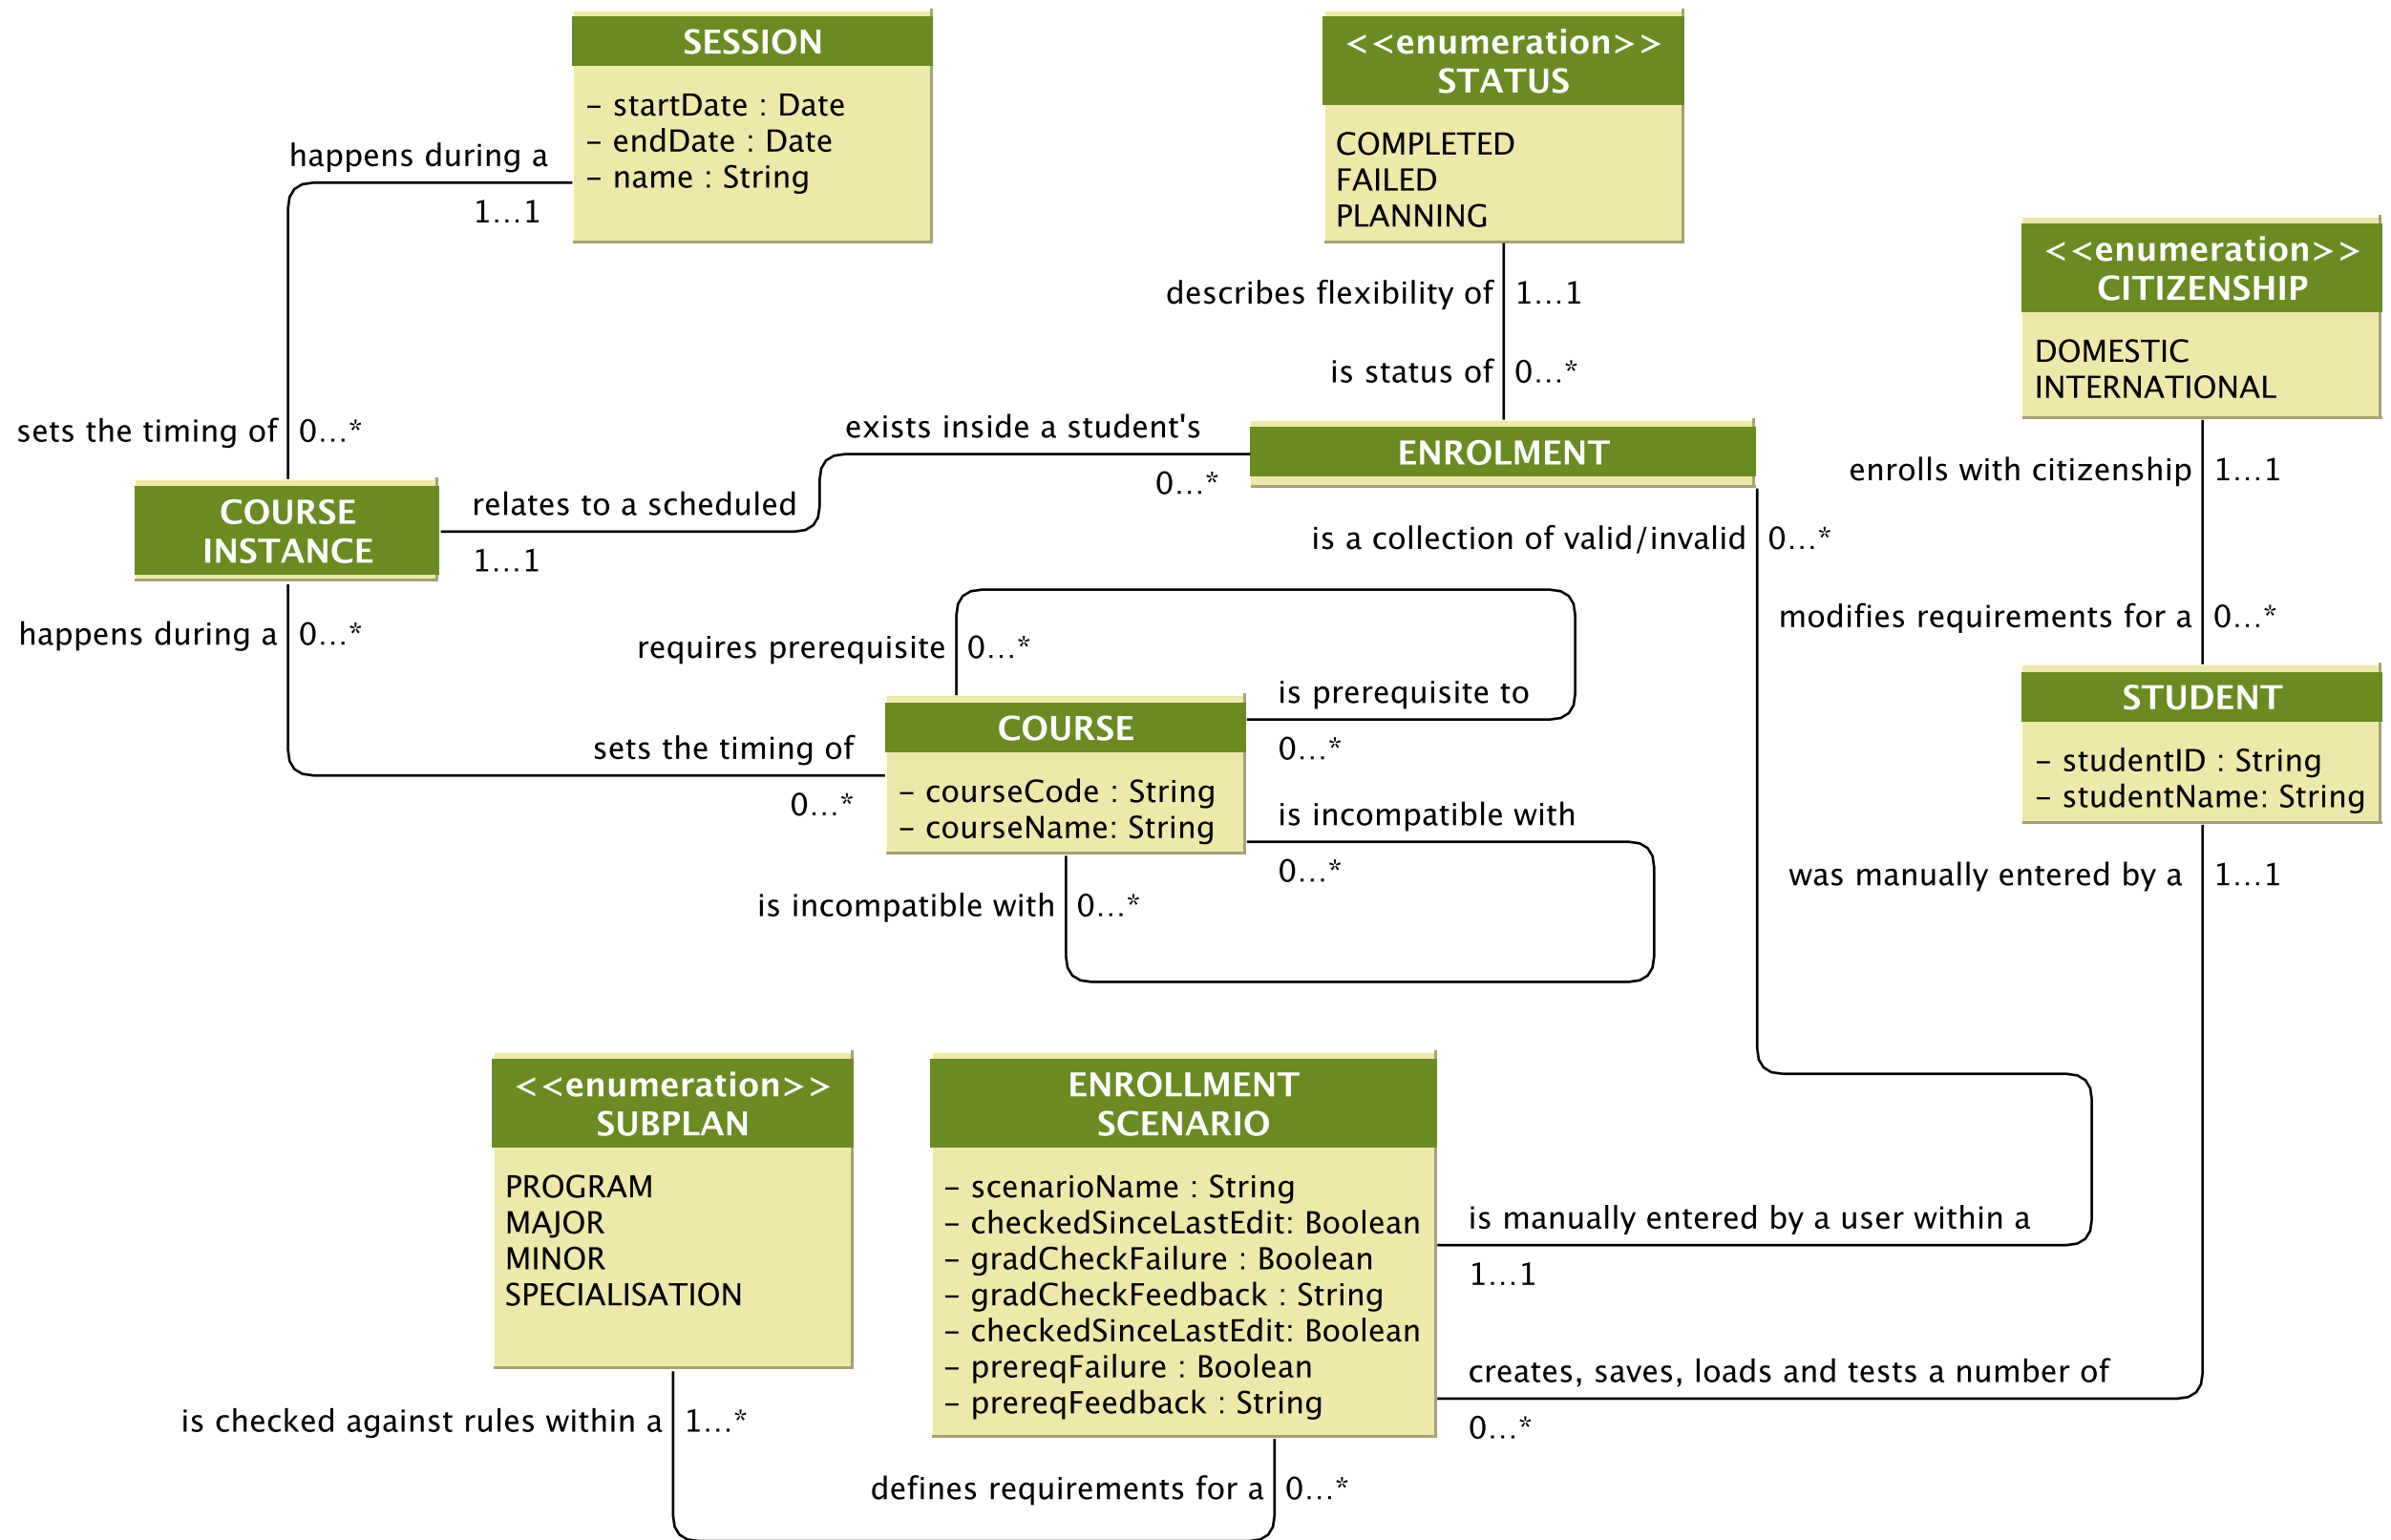 SESSION
- startDate : Date
- endDate : Date
- name : String
<<enumeration>>
STATUS
COMPLETED
FAILED
PLANNING
<<enumeration>>
CITIZENSHIP
DOMESTIC
INTERNATIONAL
happens during a
1...1
sets the timing of
0...*
describes flexibility of
1...1
is status of
0...*
exists inside a student's
0...*
ENROLMENT
enrolls with citizenship
1...1
COURSE
INSTANCE
relates to a scheduled
1...1
is a collection of valid/invalid
0...*
modifies requirements for a
0...*
happens during a
0...*
requires prerequisite
0...*
is prerequisite to
0...*
STUDENT
- studentID : String
- studentName: String
sets the timing of
0...*
COURSE
- courseCode : String
- courseName: String
is incompatible with
0...*
is incompatible with
0...*
was manually entered by a
1...1
<<enumeration>>
SUBPLAN
PROGRAM
MAJOR
MINOR
SPECIALISATION
ENROLLMENT
SCENARIO
- scenarioName : String
- checkedSinceLastEdit: Boolean
- gradCheckFailure : Boolean
- gradCheckFeedback : String
- checkedSinceLastEdit: Boolean
- prereqFailure : Boolean
- prereqFeedback : String
is manually entered by a user within a
1...1
creates, saves, loads and tests a number of
0...*
is checked against rules within a
1...*
defines requirements for a
0...*